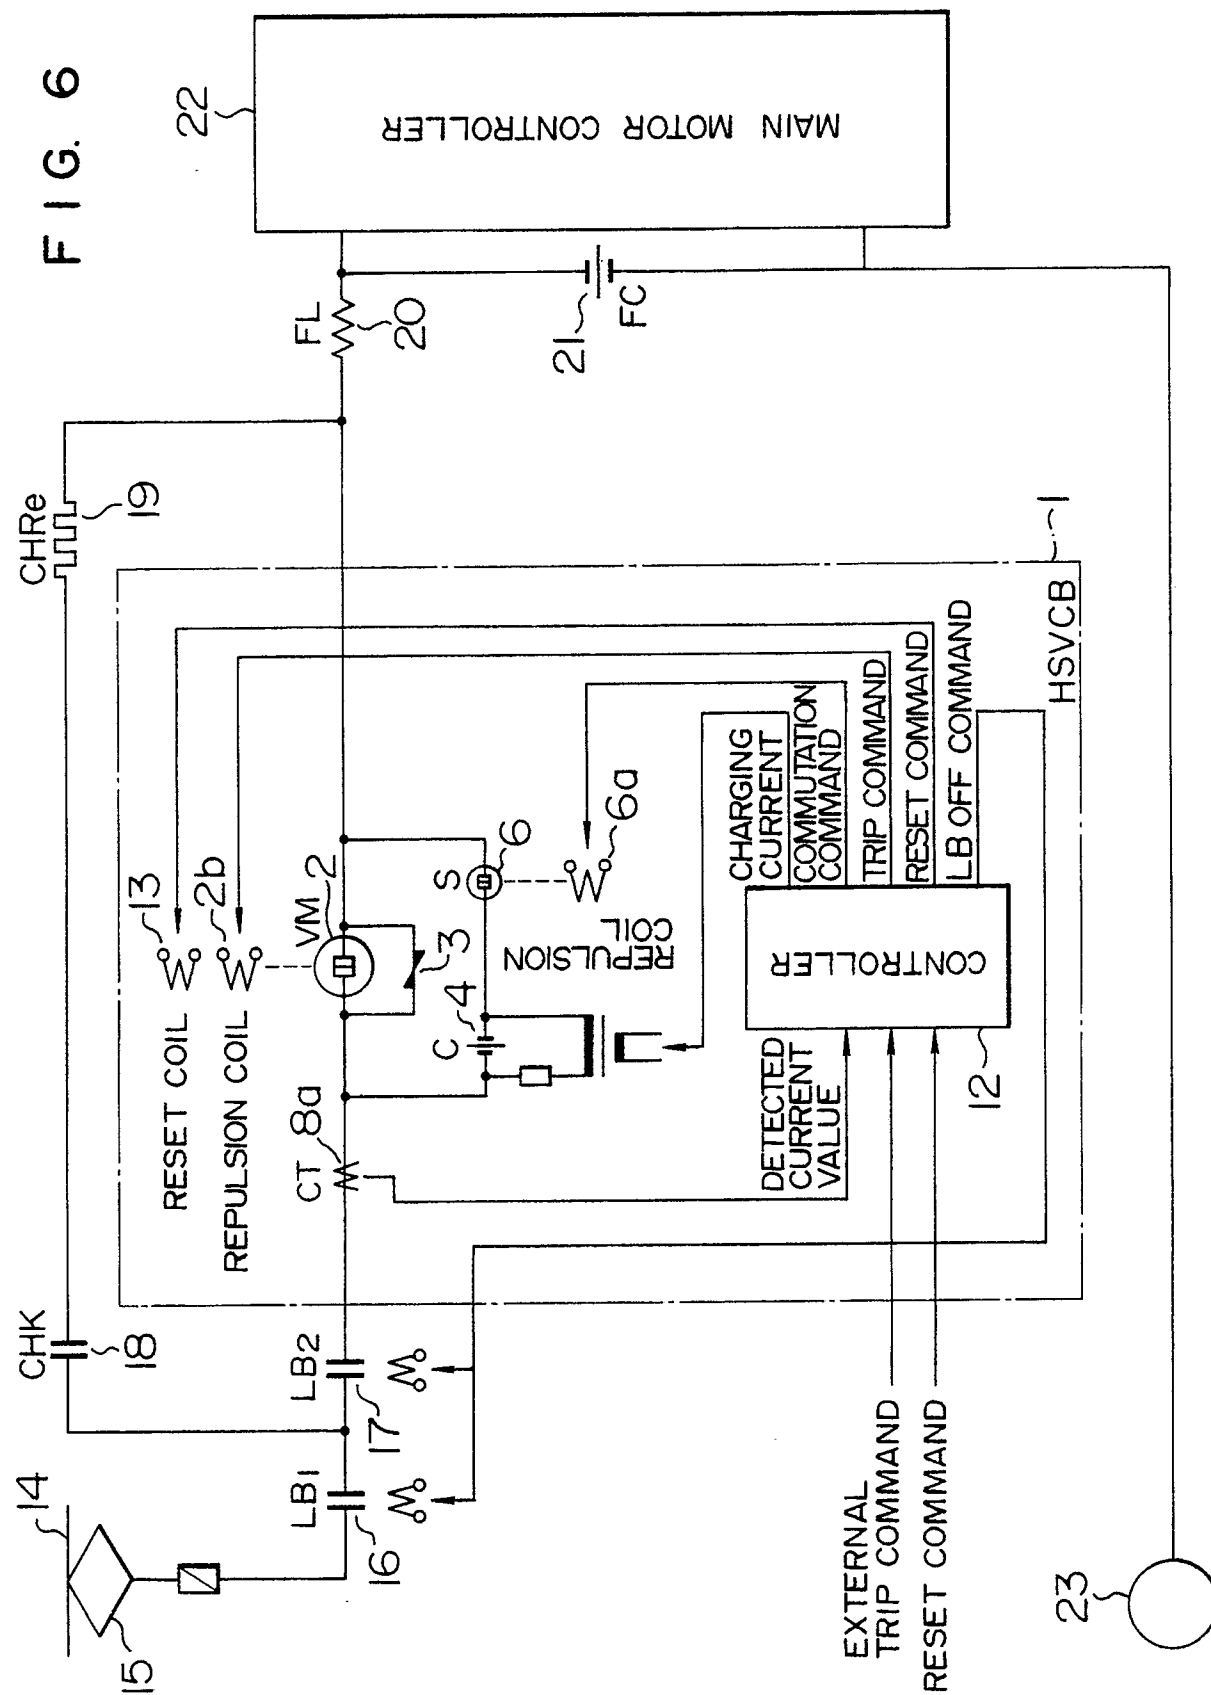 FIG. 6
14
15
CHK
18
CHRe
19
LB1
16
LB2
17
RESET COIL
13
REPULSION COIL
2b
CT
8a
VM
2
3
C
4
S
6
REPULSION
COIL
6a
FL
20
21
FC
22
MAIN MOTOR CONTROLLER
DETECTED
CURRENT
VALUE
CONTROLLER
12
CHARGING
CURRENT
COMMUTATION
COMMAND
TRIP COMMAND
RESET COMMAND
LB OFF COMMAND
HSVCB
1
EXTERNAL
TRIP COMMAND
RESET COMMAND
23